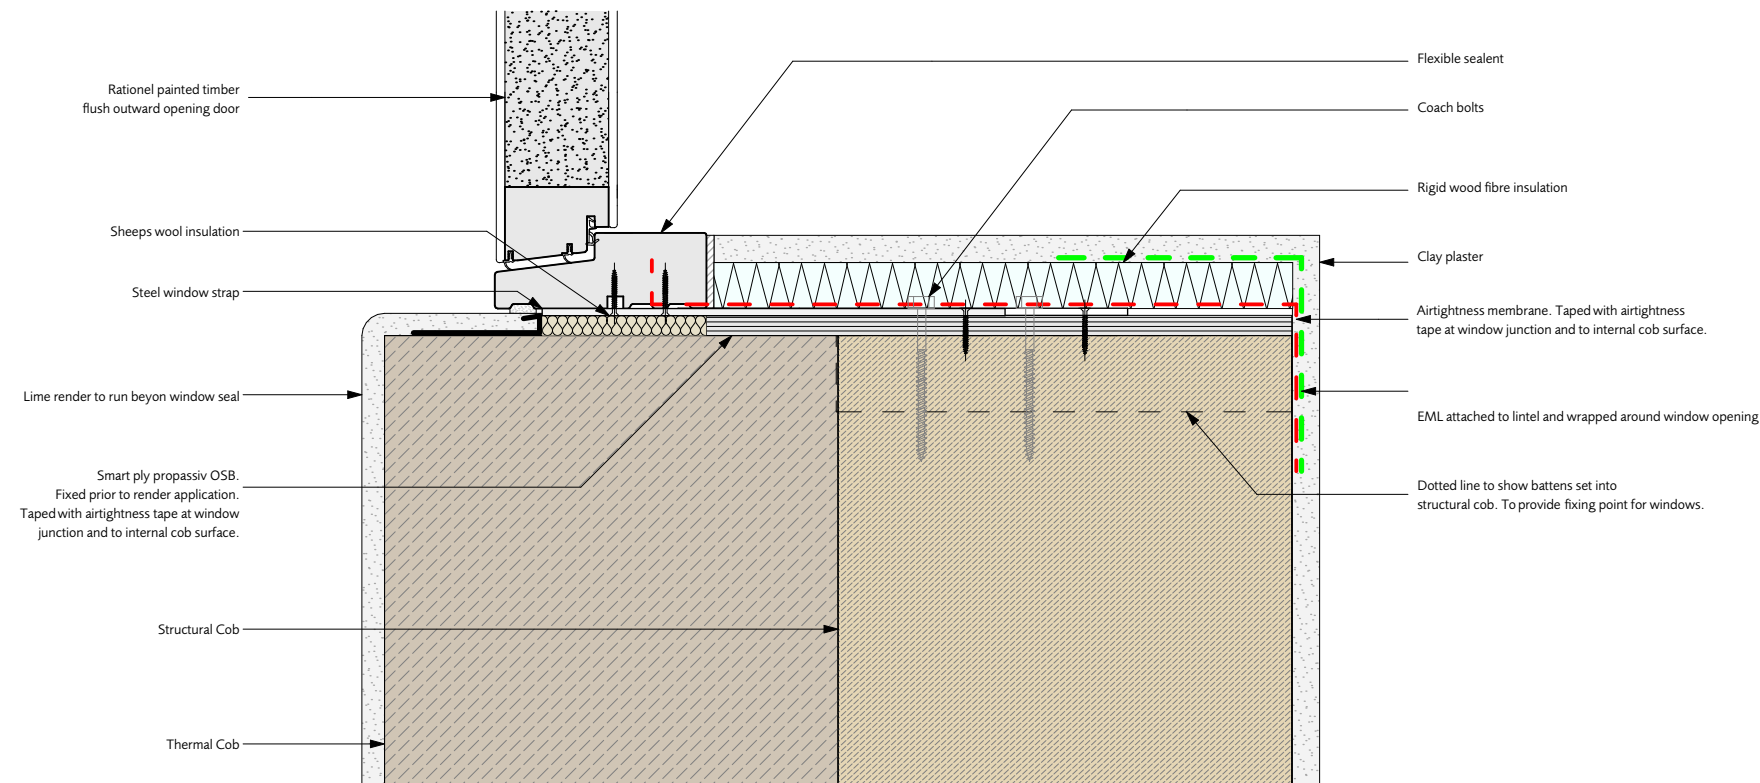 Rationel painted timber
flush outward opening door
Sheeps wool insulation
Steel window strap
Lime render to run beyon window seal
Smart ply propassiv OSB.
Fixed prior to render application.
Taped with airtightness tape at window
junction and to internal cob surface.
Structural Cob
Thermal Cob
Flexible sealent
Coach bolts
Rigid wood fibre insulation
Clay plaster
Airtightness membrane. Taped with airtightness
tape at window junction and to internal cob surface.
EML attached to lintel and wrapped around window opening
Dotted line to show battens set into
structural cob. To provide fixing point for windows.